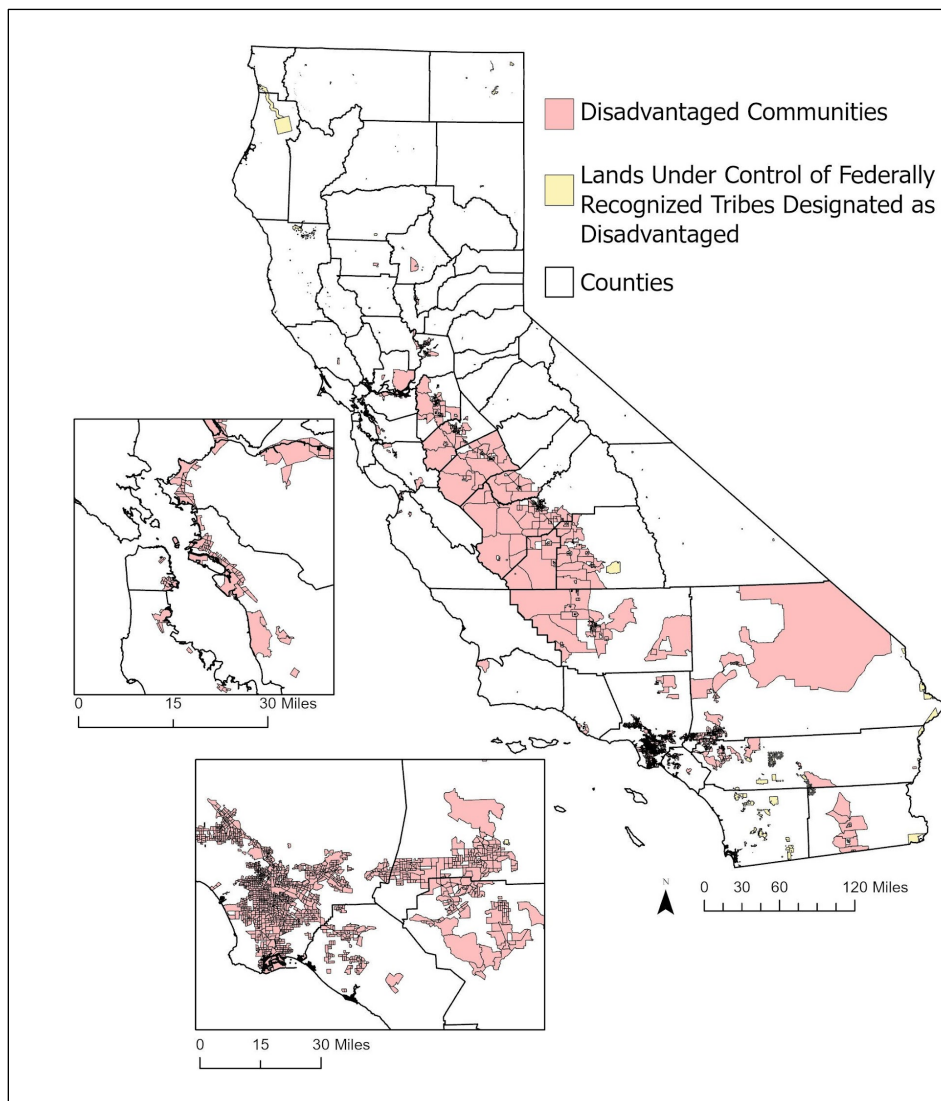 Disadvantaged Communities
Lands Under Control of Federally
Recognized Tribes Designated as
Disadvantaged
Counties
0 15 30 Miles
N
0 30 60 120 Miles
0 15 30 Miles